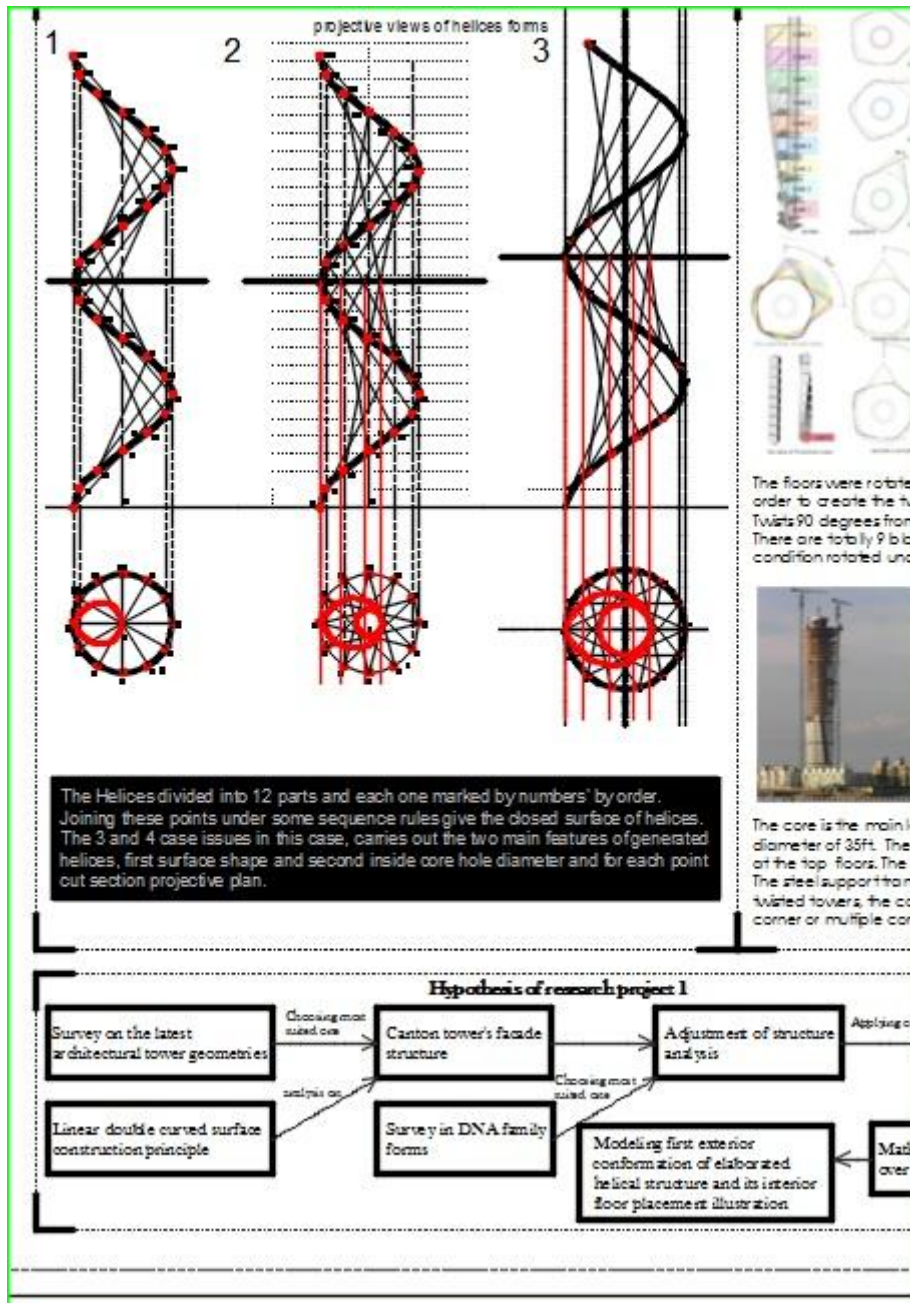 projective views of helices forms
1
2
3
The Helices divided into 12 parts and each one marked by numbers' by order.
Joining these points under some sequence rules give the closed surface of helices.
The 3 and 4 case issues in this case, carries out the two main features of generated
helices, first surface shape and second inside core hole diameter and for each point
cut section projective plan.
The floors were rotate
order to create the tw
Twists 90 degrees from
There are totally 9 blo
condition rotated und
The core is the main l
diameter of 35ft. The
at the top floors. The
The steel support tran
twisted towers, the co
corner or multiple cor
Hypothesis of research project 1
Survey on the latest
architectural tower geometries
Choosing most
suited one
Canton tower's facade
structure
Adjustment of structure
analysis
Applying
analysis on
Choosing most
suited one
Linear double curved surface
construction principle
Survey in DNA family
forms
Modeling first exterior
conformation of elaborated
helical structure and its interior
floor placement illustration
Math
over